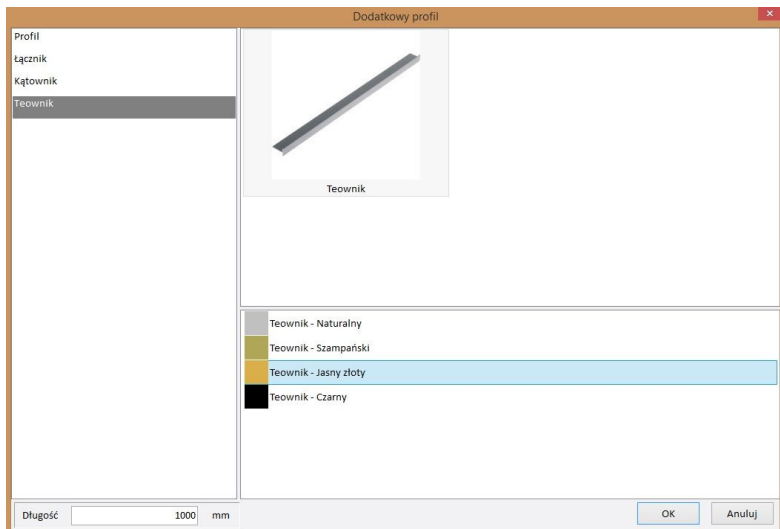 Dodatkowy profil
Profil
Łącznik
Kątownik
Teownik
Teownik
Teownik - Naturalny
Teownik - Szampański
Teownik - Jasny złoty
Teownik - Czarny
Długość 1000 mm
OK Anuluj